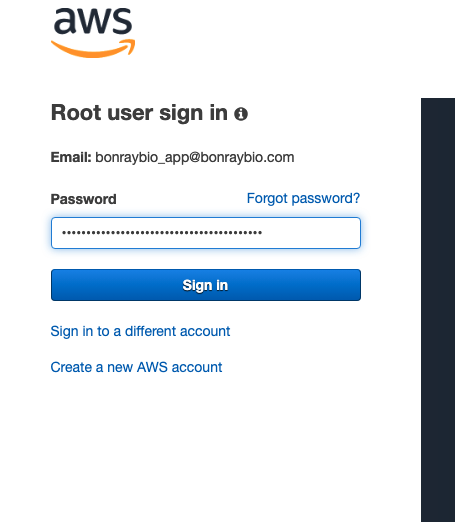 aws
Root user sign in
Email: bonraybio_app@bonraybio.com
Password Forgot password?
••••••••••••••••••••••••••••••••••••••••••
Sign in
Sign in to a different account
Create a new AWS account